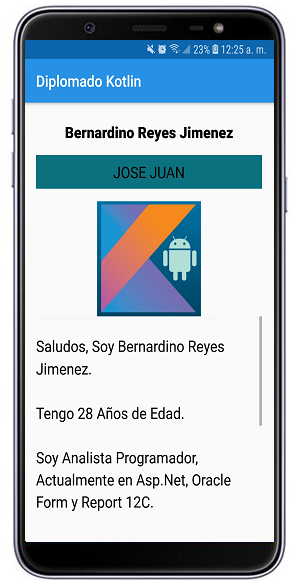 23% 12:25 a. m.
Diplomado Kotlin
Bernardino Reyes Jimenez
JOSE JUAN
Saludos, Soy Bernardino Reyes
Jimenez.
Tengo 28 Años de Edad.
Soy Analista Programador,
Actualmente en Asp.Net, Oracle
Form y Report 12C.